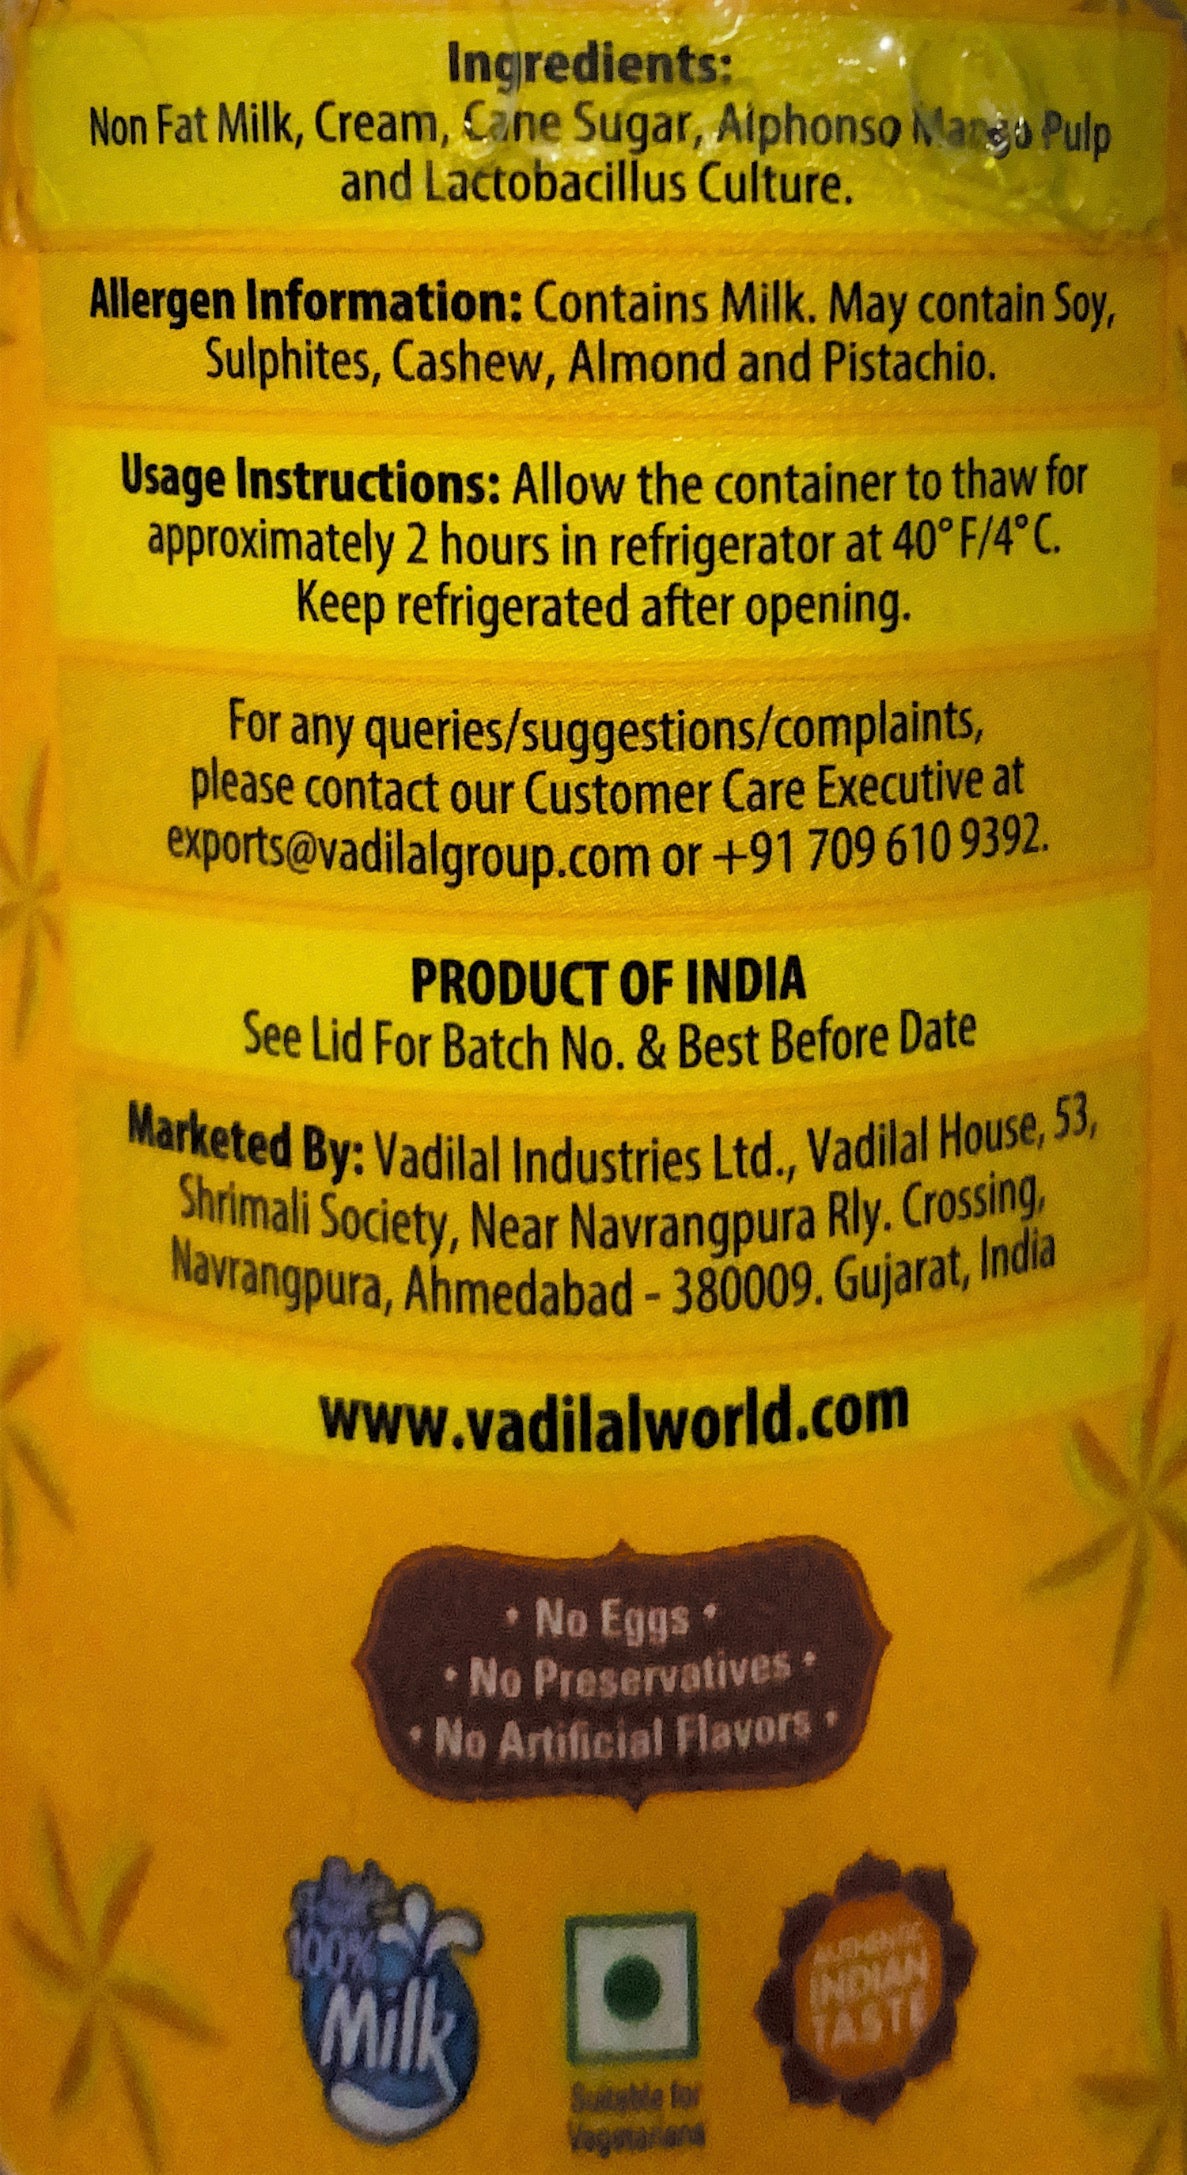 Ingredients:
Non Fat Milk, Cream, Cane Sugar, Alphonso Mango Pulp
and Lactobacillus Culture.
Allergen Information: Contains Milk. May contain Soy,
Sulphites, Cashew, Almond and Pistachio.
Usage Instructions: Allow the container to thaw for
approximately 2 hours in refrigerator at 40°F/4°C.
Keep refrigerated after opening.
For any queries/suggestions/complaints,
please contact our Customer Care Executive at
exports@vadilalgroup.com or +91 709 610 9392.
PRODUCT OF INDIA
See Lid For Batch No. & Best Before Date
Marketed By: Vadilal Industries Ltd., Vadilal House, 53,
Shrimali Society, Near Navrangpura Rly. Crossing,
Navrangpura, Ahmedabad - 380009. Gujarat, India
www.vadilalworld.com
• No Eggs •
• No Preservatives •
• No Artificial Flavors •
100%
Milk
Suitable for
Vegetarians
AUTHENTIC
INDIAN
TASTE